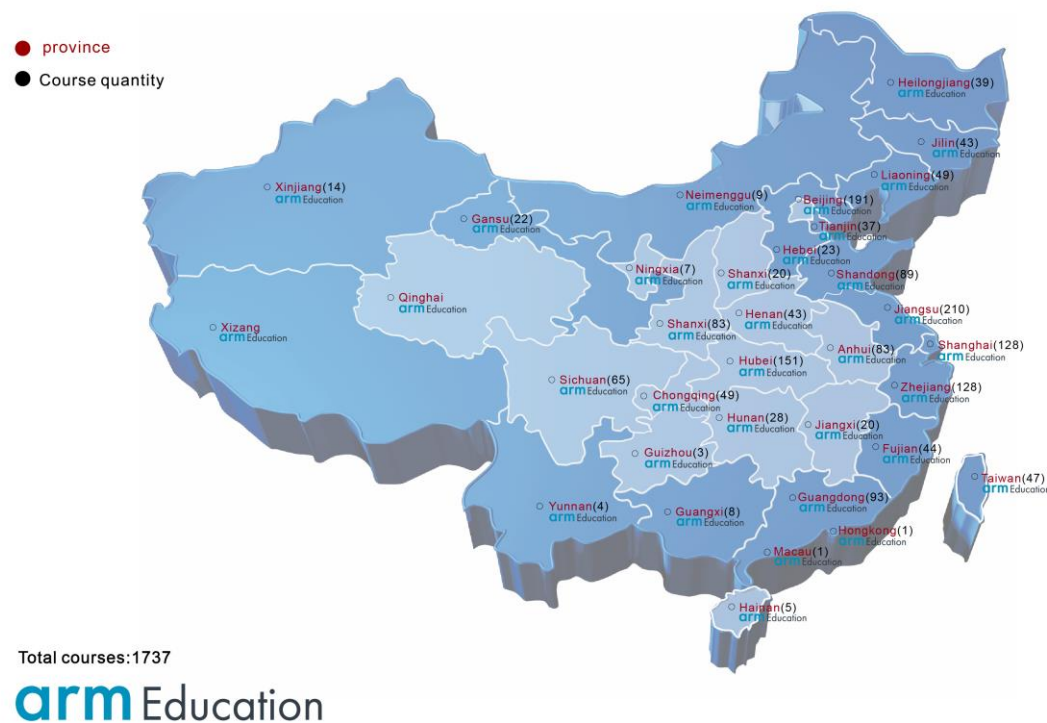 province
Course quantity
Heilongjiang(39)
arm Education
Jilin(43)
arm Education
Liaoning(49)
arm Education
Xinjiang(14)
arm Education
Neimenggu(9)
arm Education
Beijing(191)
arm Education
Gansu(22)
arm Education
Tianjin(37)
arm Education
Hebei(23)
arm Education
Ningxia(7)
arm Education
Shanxi(20)
arm Education
Shandong(89)
arm Education
Qinghai
arm Education
Jiangsu(210)
arm Education
Henan(43)
arm Education
Xizang
arm Education
Shanxi(83)
arm Education
Anhui(83)
arm Education
Shanghai(128)
arm Education
Hubei(151)
arm Education
Sichuan(65)
arm Education
Zhejiang(128)
arm Education
Chongqing(49)
arm Education
Hunan(28)
arm Education
Jiangxi(20)
arm Education
Fujian(44)
arm Education
Guizhou(3)
arm Education
Taiwan(47)
arm Education
Guangdong(93)
arm Education
Yunnan(4)
arm Education
Guangxi(8)
arm Education
Hongkong(1)
arm Education
Macau(1)
arm Education
Hainan(5)
arm Education
Total courses:1737
arm Education